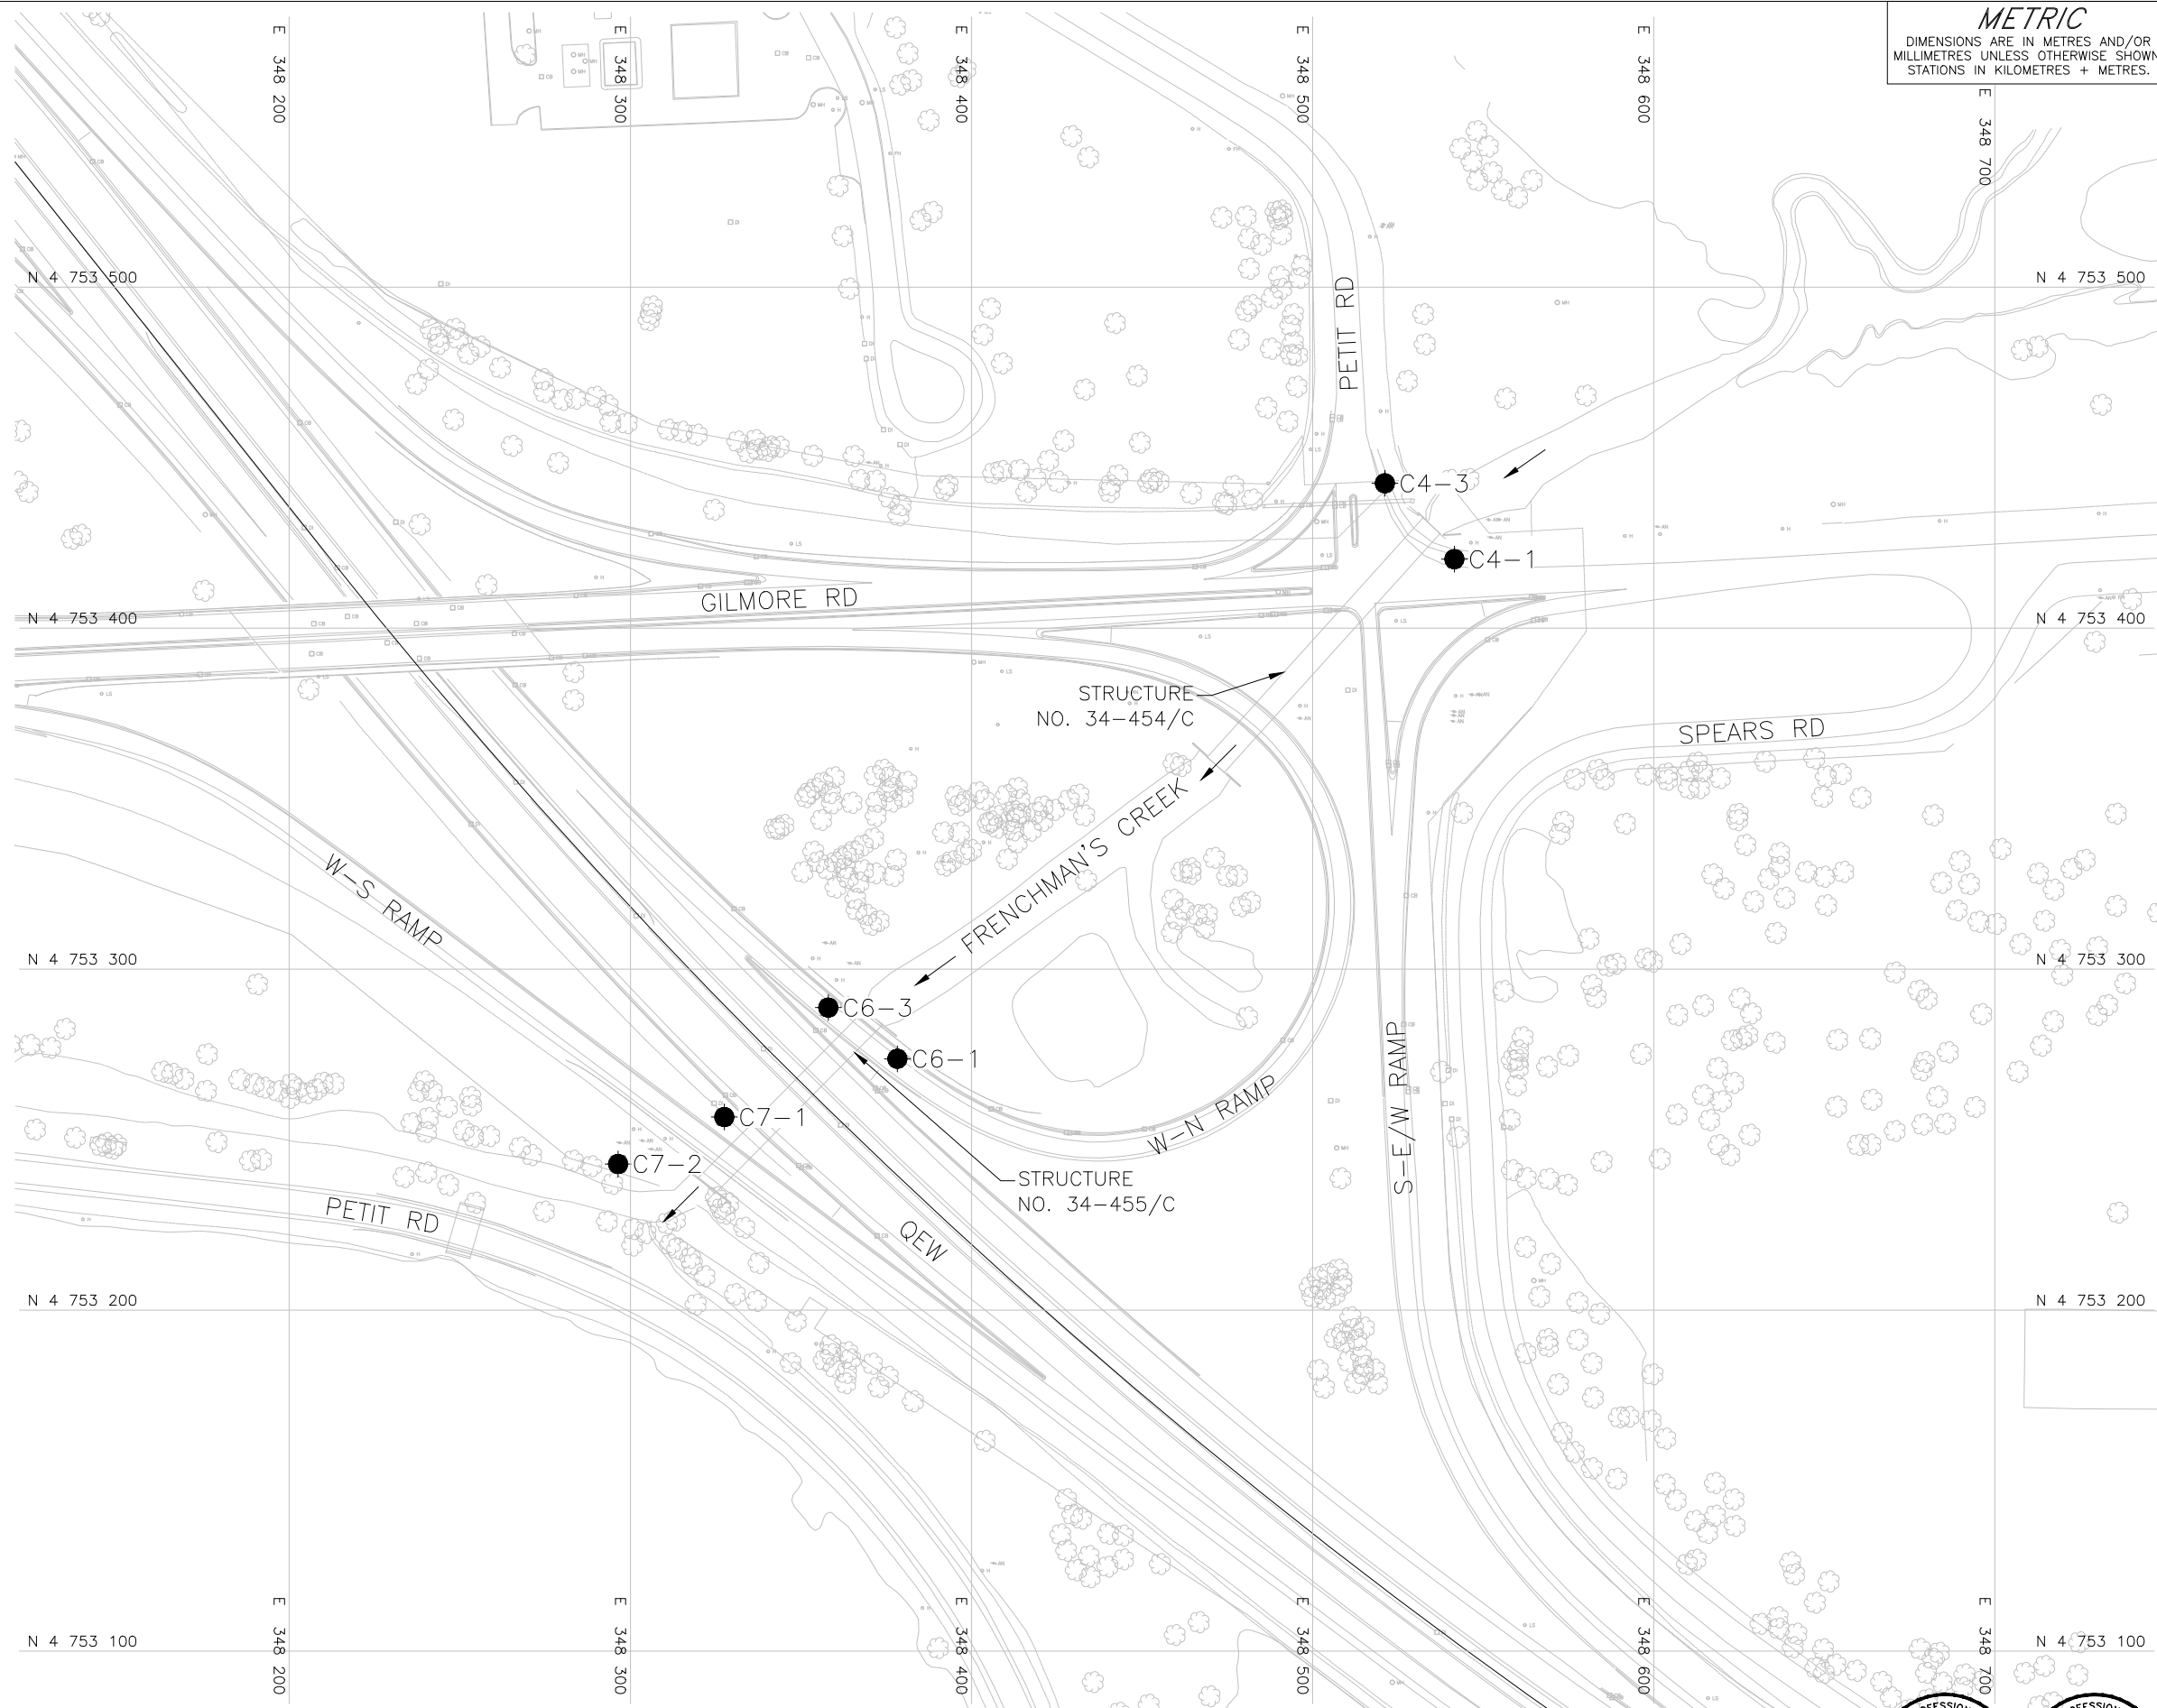 METRIC
DIMENSIONS ARE IN METRES AND/OR
MILLIMETRES UNLESS OTHERWISE SHOWN
STATIONS IN KILOMETRES + METRES.
E 348 200
E 348 300
E 348 400
E 348 500
E 348 600
E 348 700
N 4 753 500
N 4 753 500
PETIT RD
C4-3
C4-1
GILMORE RD
N 4 753 400
N 4 753 400
STRUCTURE
NO. 34-454/C
SPEARS RD
FRENCHMAN'S CREEK
W-S RAMP
N 4 753 300
N 4 753 300
C6-3
C6-1
C7-1
C7-2
W-N RAMP
S-E/W RAMP
STRUCTURE
NO. 34-455/C
PETIT RD
QEW
N 4 753 200
N 4 753 200
N 4 753 100
N 4 753 100
E 348 200
E 348 300
E 348 400
E 348 500
E 348 600
E 348 700